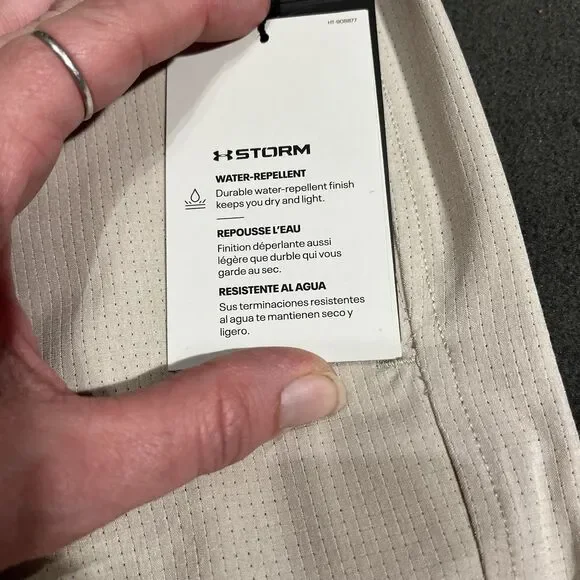 STORM
WATER-REPELLENT
Durable water-repellent finish
keeps you dry and light.
REPOUSSE L'EAU
Finition déperlante aussi
légère que durble qui vous
garde au sec.
RESISTENTE AL AGUA
Sus terminaciones resistentes
al agua te mantienen seco y
ligero.